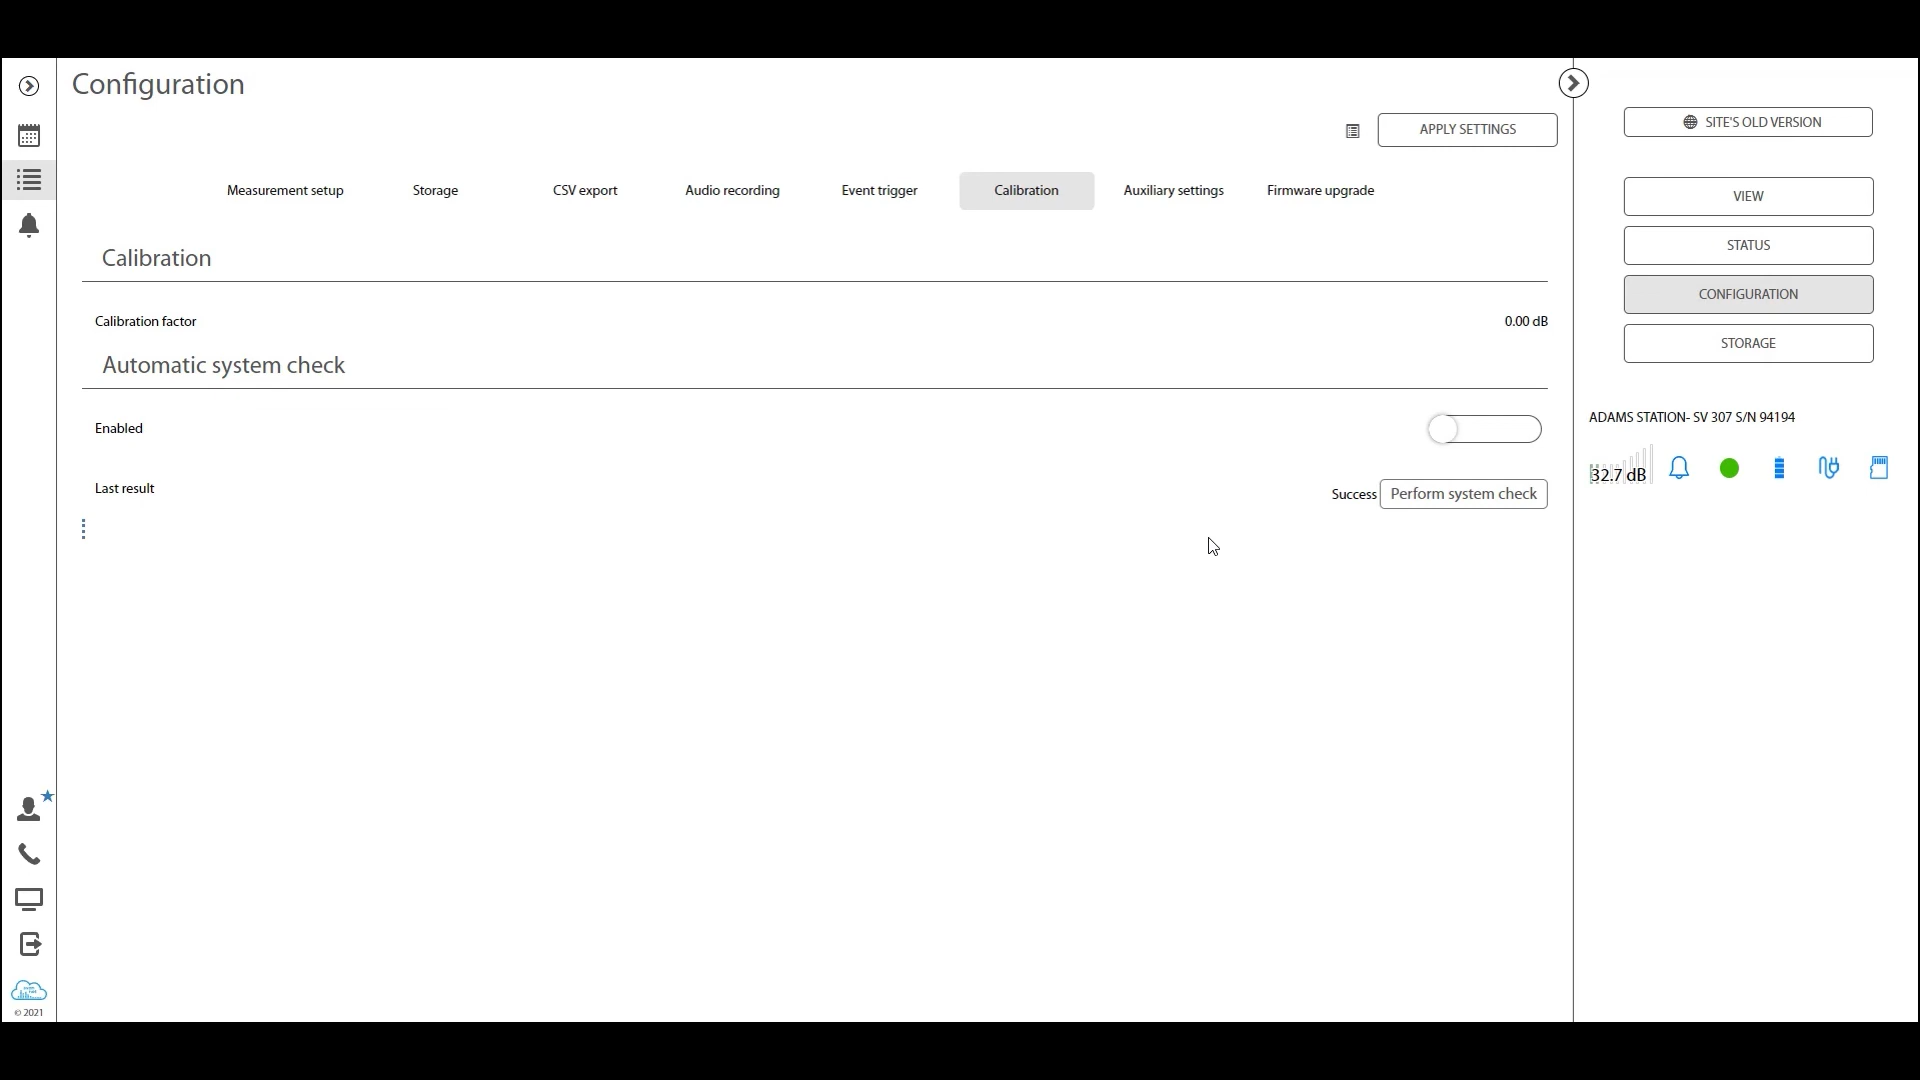 Configuration
APPLY SETTINGS
Measurement setup
Storage
CSV export
Audio recording
Event trigger
Calibration
Auxiliary settings
Firmware upgrade
Calibration
Calibration factor
0.00 dB
Automatic system check
Enabled
Last result
Success
Perform system check
SITE'S OLD VERSION
VIEW
STATUS
CONFIGURATION
STORAGE
ADAMS STATION- SV 307 S/N 94194
32.7 dB
© 2021